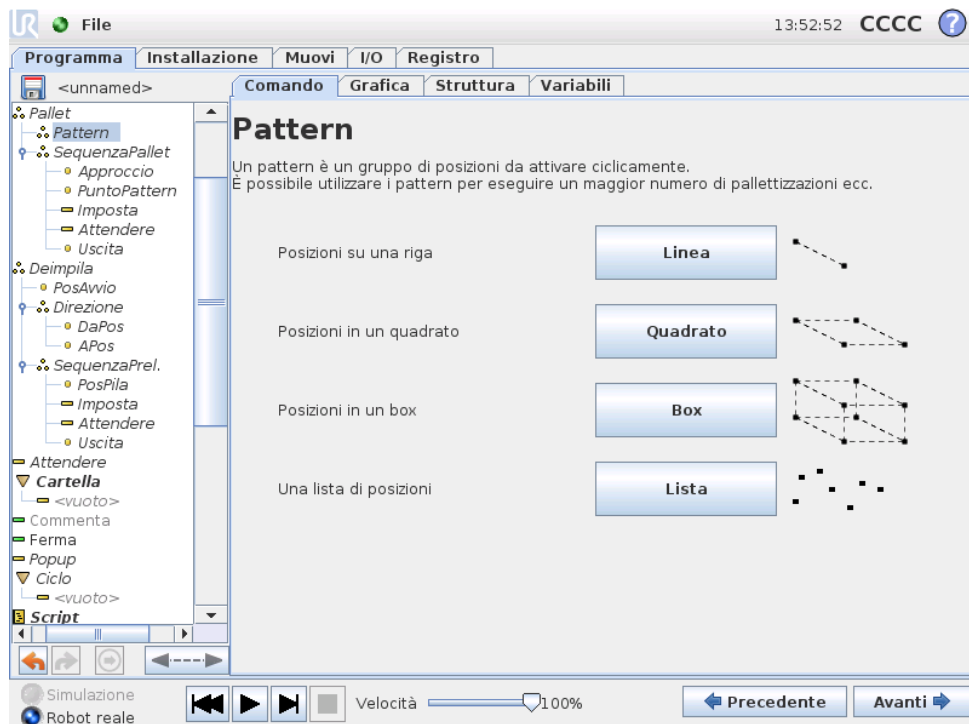 UR File 13:52:52 CCCC ?
Programma Installazione Muovi I/O Registro
<unnamed>
Comando Grafica Struttura Variabili
Pallet
Pattern
SequenzaPallet
Approccio
PuntoPattern
Imposta
Attendere
Uscita
Deimpila
PosAvvio
Direzione
DaPos
APos
SequenzaPrel.
PosPila
Imposta
Attendere
Uscita
Attendere
Cartella
<vuoto>
Commenta
Ferma
Popup
Ciclo
<vuoto>
Script
Pattern
Un pattern è un gruppo di posizioni da attivare ciclicamente.
È possibile utilizzare i pattern per eseguire un maggior numero di pallettizzazioni ecc.
Posizioni su una riga Linea
Posizioni in un quadrato Quadrato
Posizioni in un box Box
Una lista di posizioni Lista
Simulazione
Robot reale
Velocità 100%
Precedente Avanti